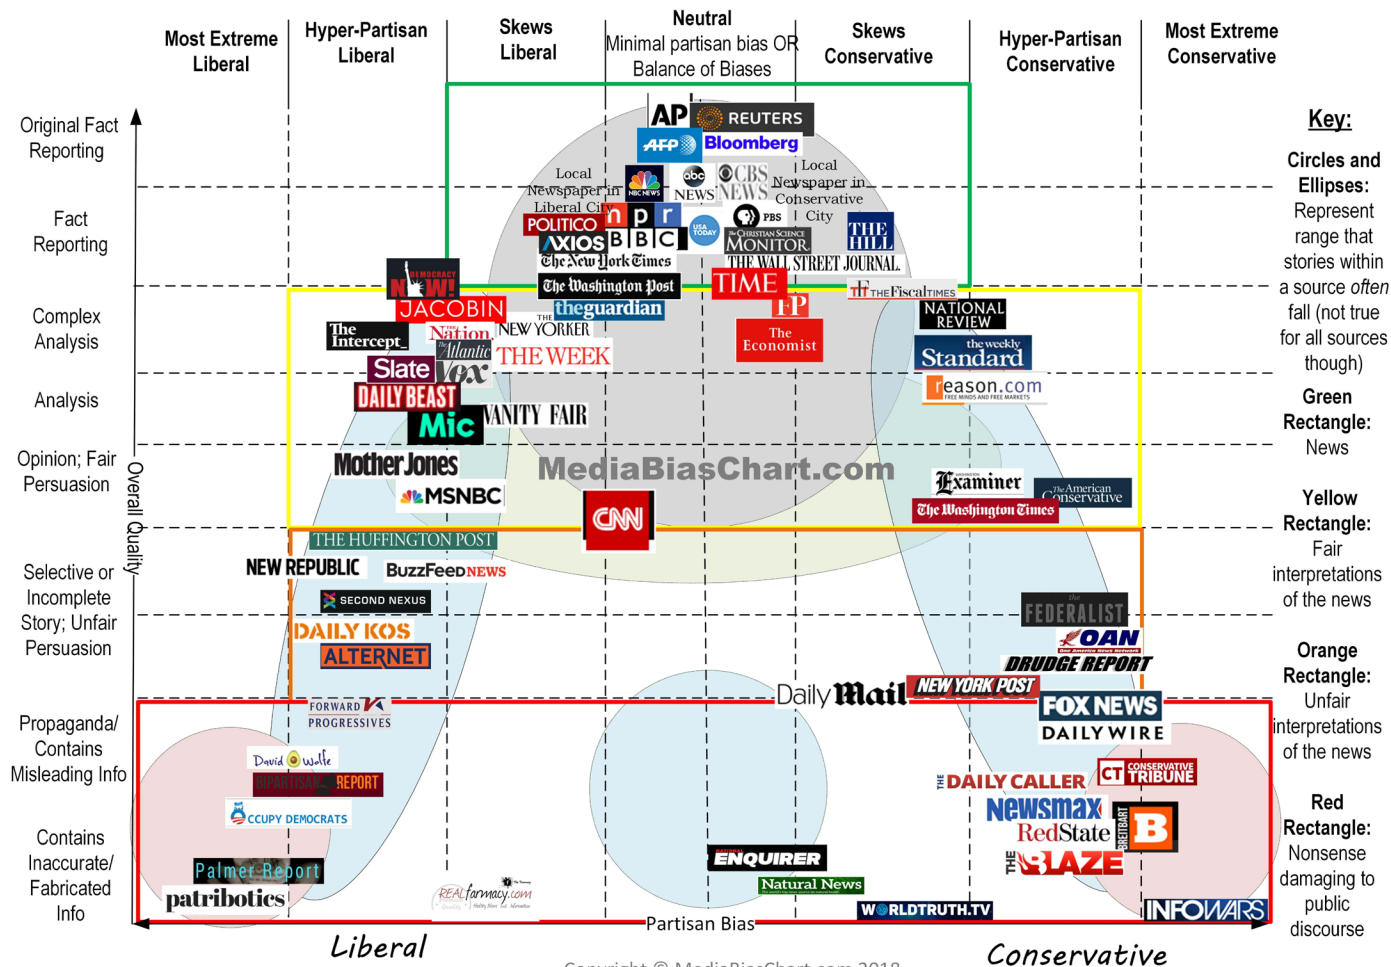 Most Extreme
Liberal
Hyper-Partisan
Liberal
Skews
Liberal
Neutral
Minimal partisan bias OR
Balance of Biases
Skews
Conservative
Hyper-Partisan
Conservative
Most Extreme
Conservative
Original Fact
Reporting
Fact
Reporting
Complex
Analysis
Analysis
Opinion; Fair
Persuasion
Selective or
Incomplete
Story; Unfair
Persuasion
Propaganda/
Contains
Misleading Info
Contains
Inaccurate/
Fabricated
Info
Overall Quality
AP
REUTERS
AFP
Bloomberg
Local
Newspaper in
Liberal City
NBC NEWS
abc
NEWS
CBS
NEWS
Local
Newspaper in
Conservative
City
POLITICO
npr
USA
TODAY
PBS
THE
HILL
AXIOS
BBC
The CHRISTIAN SCIENCE
MONITOR
The New York Times
THE WALL STREET JOURNAL.
DEMOCRACY
NOW!
The Washington Post
TIME
THE FISCAL TIMES
JACOBIN
theguardian
FP
NATIONAL
REVIEW
The
Intercept_
THE Nation.
THE
NEW YORKER
The
Economist
The Atlantic
THE WEEK
the weekly
Standard
Slate
Vox
reason.com
FREE MINDS AND FREE MARKETS
DAILY BEAST
Mic
VANITY FAIR
Mother Jones
MediaBiasChart.com
WASHINGTON
Examiner
MSNBC
The American
Conservative
CNN
The Washington Times
THE HUFFINGTON POST
NEW REPUBLIC
BuzzFeed NEWS
SECOND NEXUS
the
FEDERALIST
DAILY KOS
OAN
One America News Network
ALTERNET
DRUDGE REPORT
Daily Mail
NEW YORK POST
FORWARD
PROGRESSIVES
FOX NEWS
DAILY WIRE
David Wolfe
BIPARTISAN REPORT
THE DAILY CALLER
CT CONSERVATIVE
TRIBUNE
OCCUPY DEMOCRATS
Newsmax
RedState
BREITBART
B
THE BLAZE
Palmer Report
NATIONAL
ENQUIRER
patribotics
REALfarmacy.com
Natural News
WORLDTRUTH.TV
INFOWARS
Partisan Bias
Liberal
Conservative
Copyright © MediaBiasChart.com 2018
Key:
Circles and
Ellipses:
Represent
range that
stories within
a source often
fall (not true
for all sources
though)
Green
Rectangle:
News
Yellow
Rectangle:
Fair
interpretations
of the news
Orange
Rectangle:
Unfair
interpretations
of the news
Red
Rectangle:
Nonsense
damaging to
public
discourse